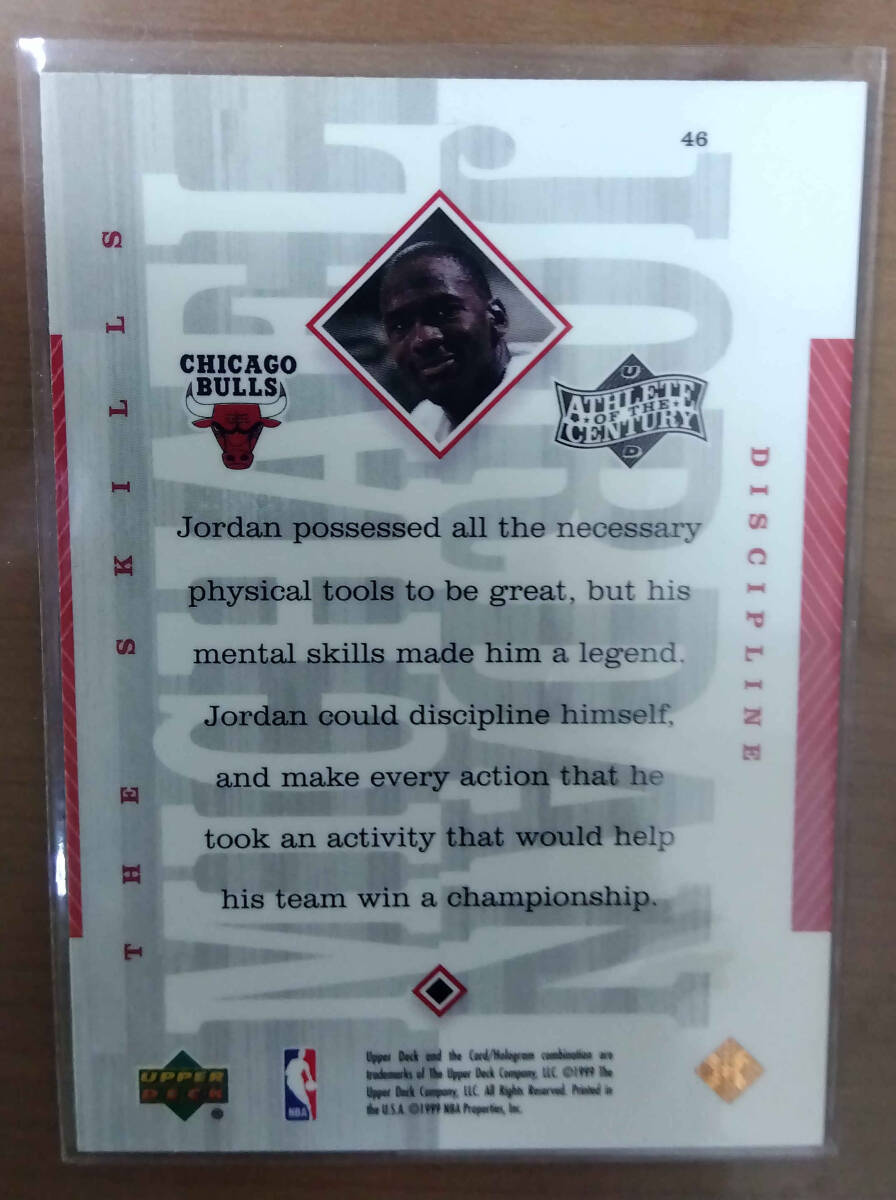 46
THE SKILLS
MICHAEL
JORDAN
CHICAGO
BULLS
U
ATHLETE
OF THE
CENTURY
D
DISCIPLINE
Jordan possessed all the necessary
physical tools to be great, but his
mental skills made him a legend.
Jordan could discipline himself,
and make every action that he
took an activity that would help
his team win a championship.
UPPER
DECK
NBA
Upper Deck and the Card/Hologram combination are
trademarks of The Upper Deck Company, LLC. ©1999 The
Upper Deck Company, LLC. All Rights Reserved. Printed in
the U.S.A. ©1999 NBA Properties, Inc.